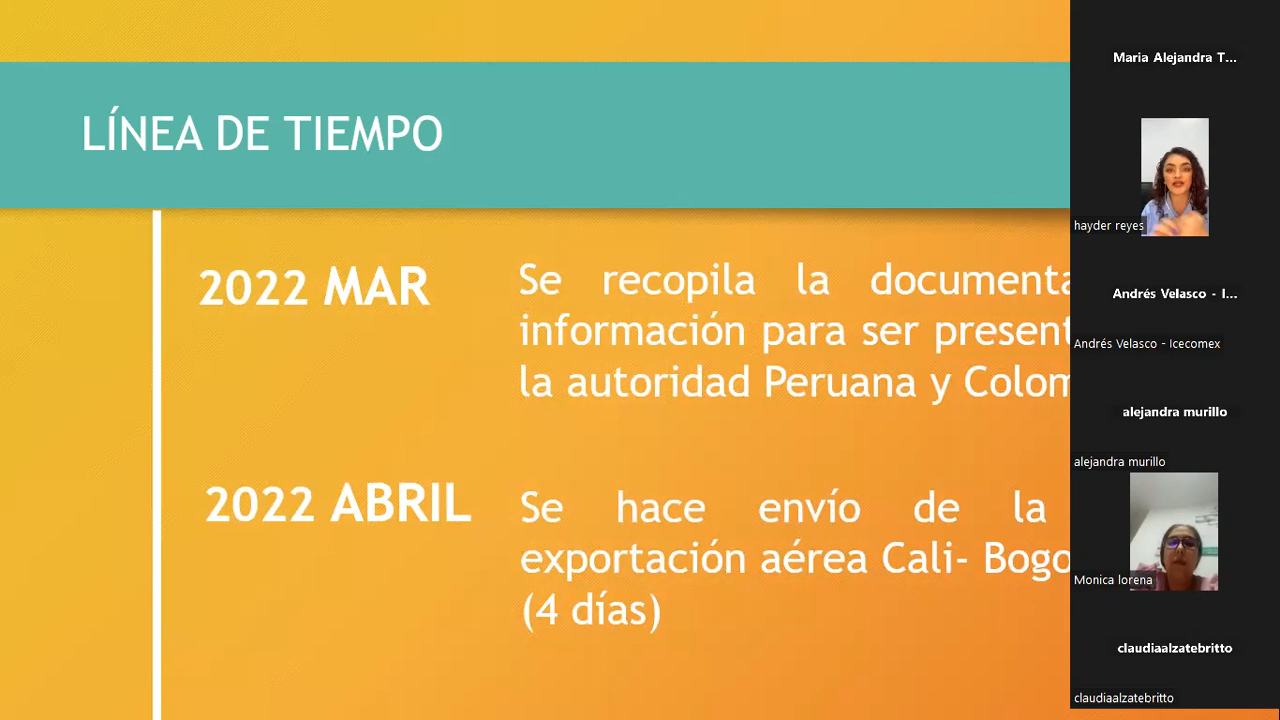 LÍNEA DE TIEMPO
2022 MAR
Se recopila la documenta
información para ser present
la autoridad Peruana y Colom
2022 ABRIL
Se hace envío de la
exportación aérea Cali- Bogo
(4 días)
Maria Alejandra T...
hayder reyes
Andrés Velasco - I...
Andrés Velasco - Icecomex
alejandra murillo
alejandra murillo
Monica lorena
claudiaalzatebritto
claudiaalzatebritto